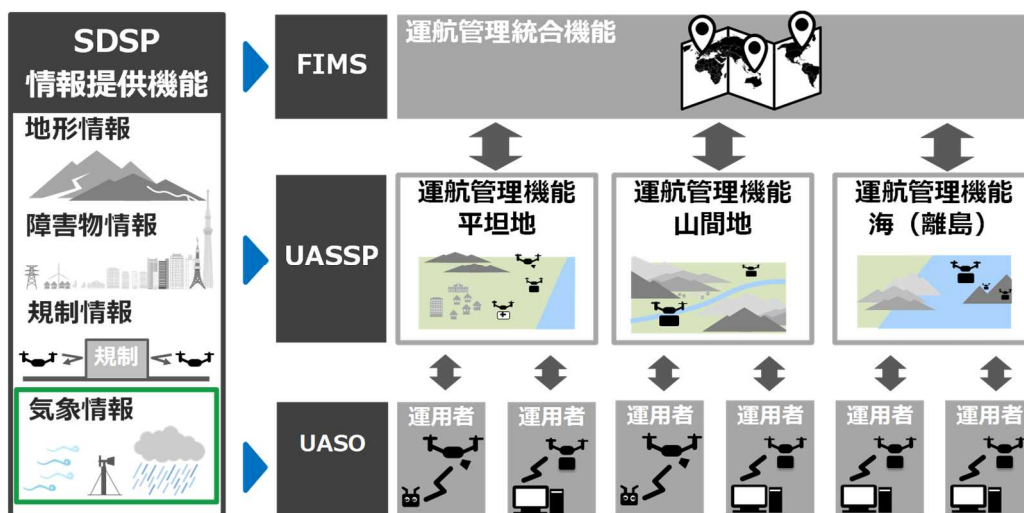 SDSP
情報提供機能
地形情報
障害物情報
規制情報
規制
気象情報
FIMS
運航管理統合機能
UASSP
運航管理機能
平坦地
運航管理機能
山間地
運航管理機能
海（離島）
UASO
運用者
運用者
運用者
運用者
運用者
運用者